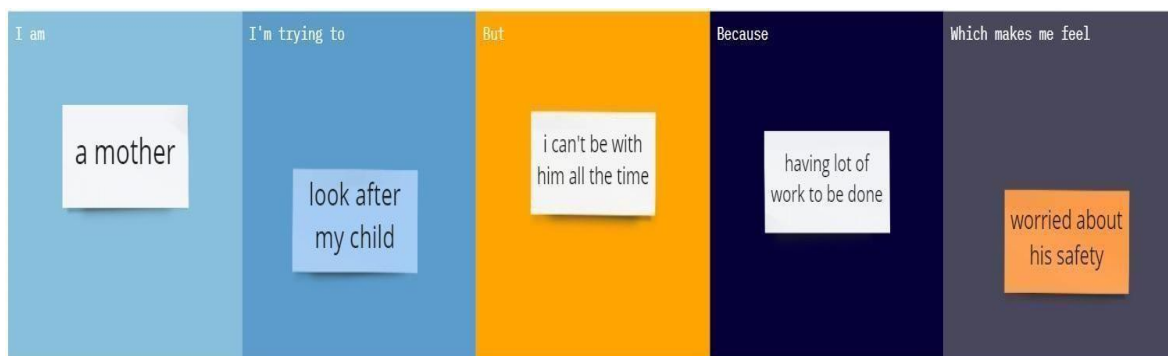 I am
a mother
I'm trying to
look after
my child
But
i can't be with
him all the time
Because
having lot of
work to be done
Which makes me feel
worried about
his safety